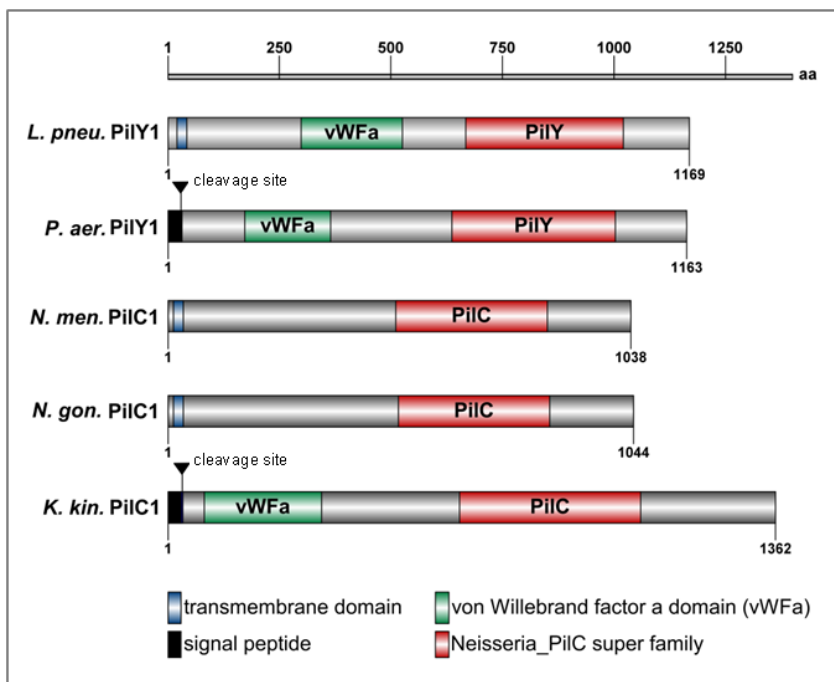 1 250 500 750 1000 1250
aa
L. pneu. PilY1 vWFa PilY
1 1169
cleavage site
P. aer. PilY1 vWFa PilY
1 1163
N. men. PilC1 PilC
1 1038
N. gon. PilC1 PilC
1 1044
cleavage site
K. kin. PilC1 vWFa PilC
1 1362
transmembrane domain von Willebrand factor a domain (vWFa)
signal peptide Neisseria_PilC super family